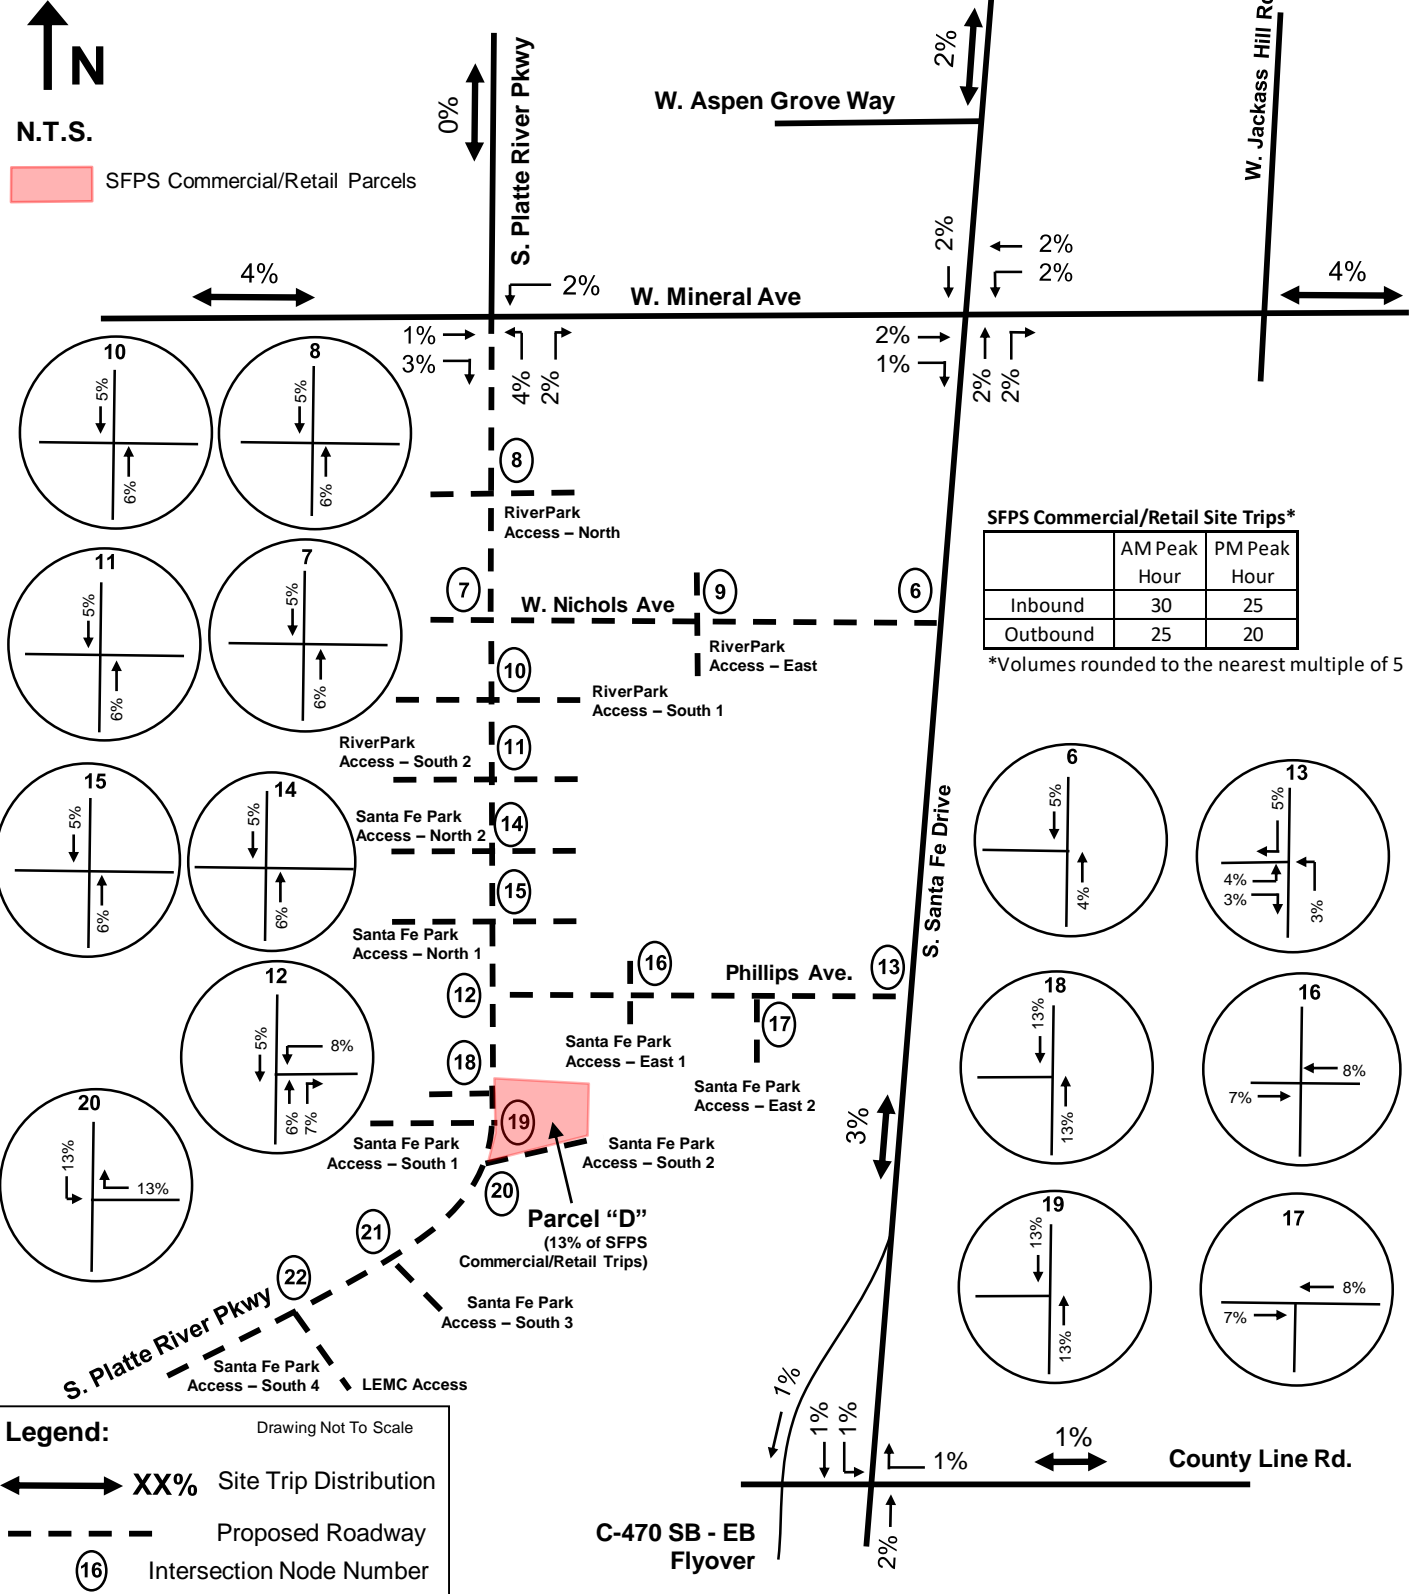 N
N.T.S.
SFPS Commercial/Retail Parcels
0%
S. Platte River Pkwy
2%
W. Aspen Grove Way
W. Jackass Hill Rd
4%
2%
W. Mineral Ave
2%
2%
2%
4%
1%
3%
4%
2%
2%
1%
2%
2%
10
5%
6%
8
5%
6%
8
RiverPark
Access – North
11
5%
6%
7
5%
6%
7
W. Nichols Ave
9
6
RiverPark
Access – East
SFPS Commercial/Retail Site Trips*
AM Peak Hour
PM Peak Hour
Inbound 30 25
Outbound 25 20
*Volumes rounded to the nearest multiple of 5
10
RiverPark
Access – South 1
RiverPark
Access – South 2
11
15
5%
6%
14
5%
6%
Santa Fe Park
Access – North 2
14
15
Santa Fe Park
Access – North 1
S. Santa Fe Drive
6
5%
4%
13
5%
4%
3%
3%
12
5%
8%
6%
7%
12
16
Phillips Ave.
13
17
Santa Fe Park
Access – East 1
Santa Fe Park
Access – East 2
18
13%
13%
16
8%
7%
18
19
Santa Fe Park
Access – South 1
Santa Fe Park
Access – South 2
3%
20
13%
13%
20
Parcel “D”
(13% of SFPS
Commercial/Retail Trips)
19
13%
13%
17
8%
7%
21
22
Santa Fe Park
Access – South 3
S. Platte River Pkwy
Santa Fe Park
Access – South 4
LEMC Access
1%
1%
1%
1%
1%
County Line Rd.
2%
C-470 SB - EB
Flyover
Legend:
Drawing Not To Scale
XX% Site Trip Distribution
Proposed Roadway
16 Intersection Node Number